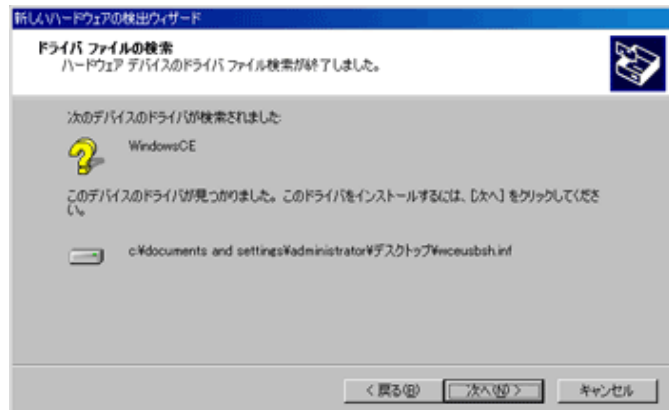 新しいハードウェアの検出ウィザード
ドライバ ファイルの検索
ハードウェア デバイスのドライバ ファイル検索が終了しました。
次のデバイスのドライバが検索されました:
WindowsCE
このデバイスのドライバが見つかりました。このドライバをインストールするには、[次へ] をクリックしてくださ
い。
c:¥documents and settings¥administrator¥デスクトップ¥wceusbsh.inf
< 戻る(B)
次へ(N) >
キャンセル